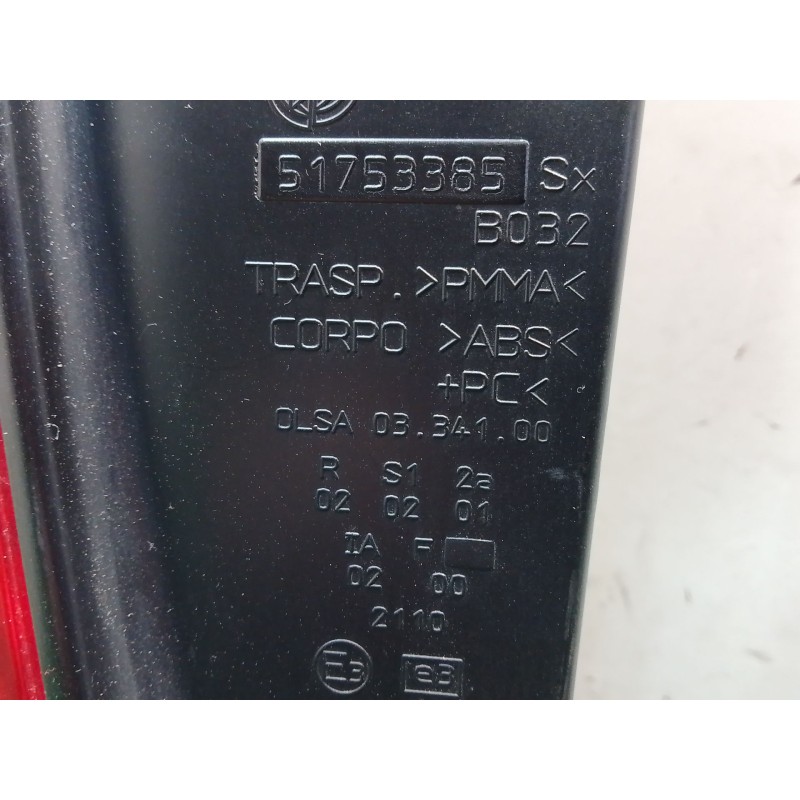 51753385 Sx
B032
TRASP. >PMMA<
CORPO >ABS<
+PC<
OLSA 03.341.00
R S1 2a
02 02 01
IA F
02 00
2110
E3 e3